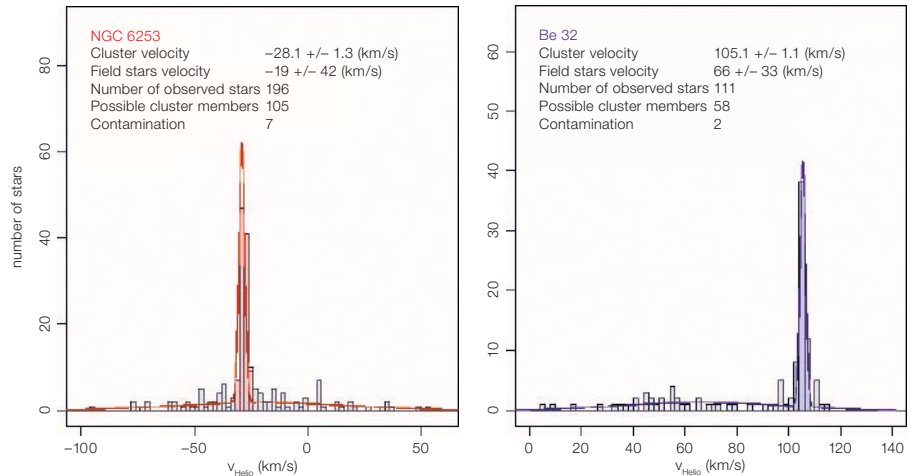 NGC 6253
Cluster velocity −28.1 +/− 1.3 (km/s)
Field stars velocity −19 +/− 42 (km/s)
Number of observed stars 196
Possible cluster members 105
Contamination 7
number of stars
80
60
40
20
0
−100 −50 0 50
v_Helio (km/s)
Be 32
Cluster velocity 105.1 +/− 1.1 (km/s)
Field stars velocity 66 +/− 33 (km/s)
Number of observed stars 111
Possible cluster members 58
Contamination 2
60
50
40
30
20
10
0
0 20 40 60 80 100 120 140
v_Helio (km/s)